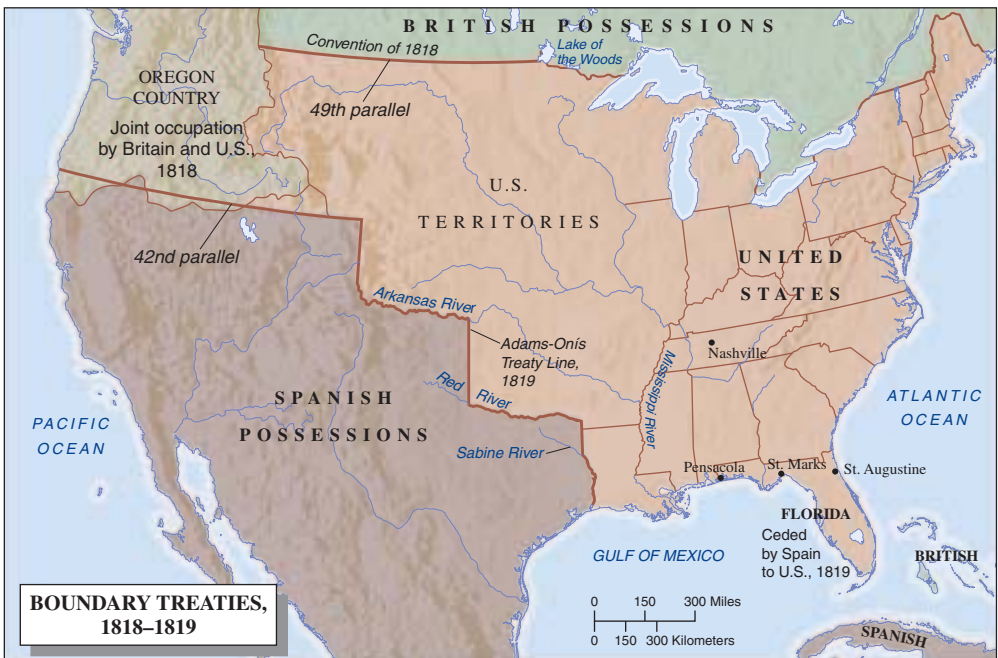 BRITISH POSSESSIONS
Convention of 1818
Lake of
the Woods
OREGON
COUNTRY
Joint occupation
by Britain and U.S.,
1818
49th parallel
U.S.
TERRITORIES
42nd parallel
UNITED
STATES
Arkansas River
Adams-Onís
Treaty Line,
1819
Nashville
Mississippi River
Red River
SPANISH
POSSESSIONS
Sabine River
PACIFIC
OCEAN
ATLANTIC
OCEAN
Pensacola
St. Marks
St. Augustine
FLORIDA
Ceded
by Spain
to U.S., 1819
GULF OF MEXICO
BRITISH
SPANISH
BOUNDARY TREATIES,
1818–1819
0 150 300 Miles
0 150 300 Kilometers